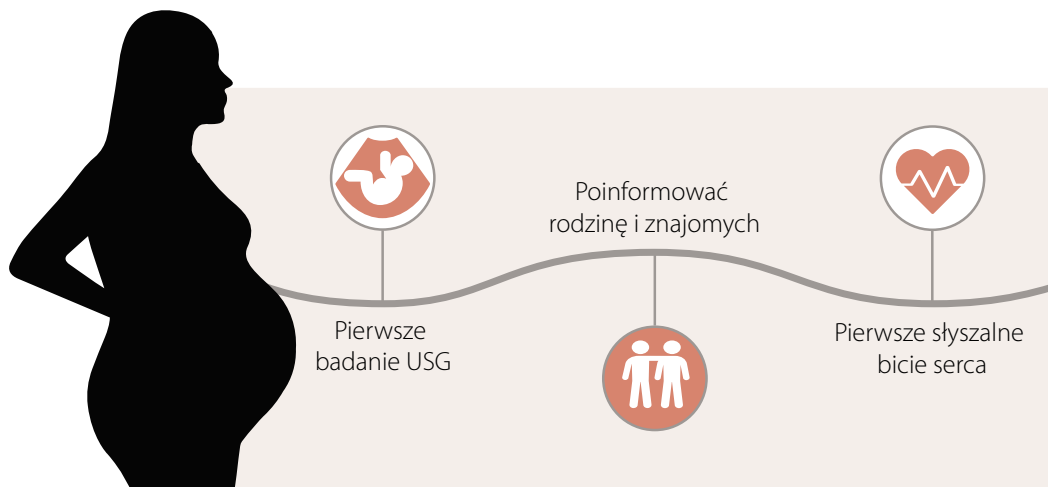 Pierwsze
badanie USG
Poinformować
rodzinę i znajomych
Pierwsze słyszalne
bicie serca